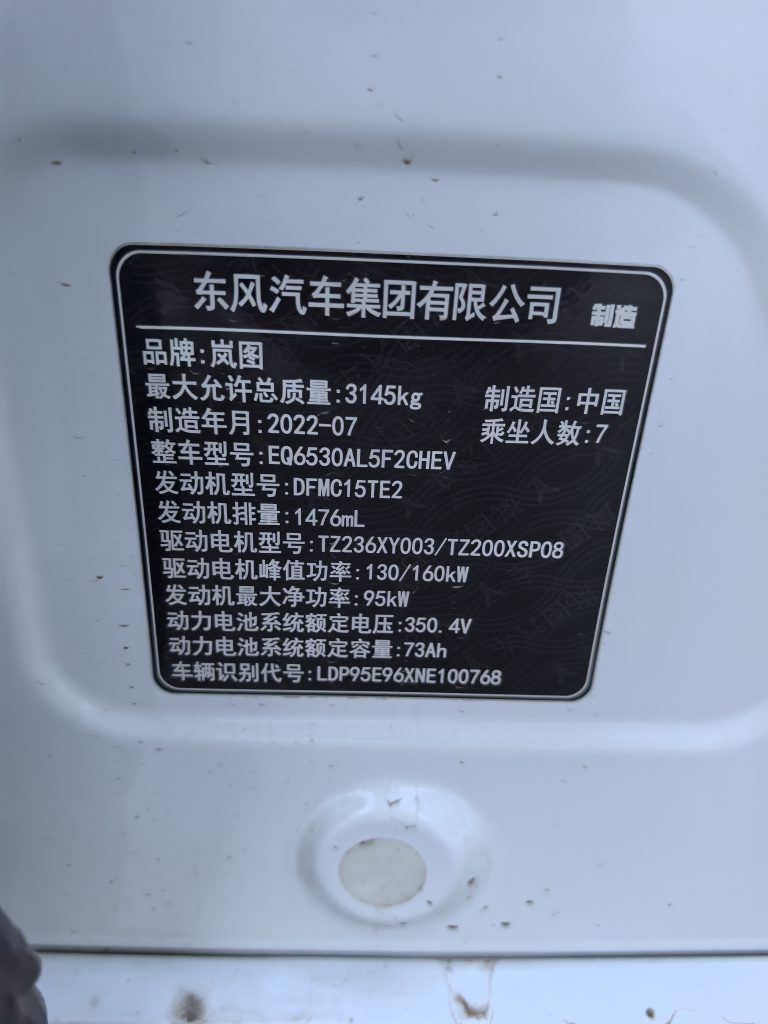 东风汽车集团有限公司 制造
品牌:岚图
最大允许总质量:3145kg 制造国:中国
制造年月:2022-07 乘坐人数:7
整车型号:EQ6530AL5F2CHEV
发动机型号:DFMC15TE2
发动机排量:1476mL
驱动电机型号:TZ236XY003/TZ200XSP08
驱动电机峰值功率:130/160kW
发动机最大净功率:95kW
动力电池系统额定电压:350.4V
动力电池系统额定容量:73Ah
车辆识别代号:LDP95E96XNE100768